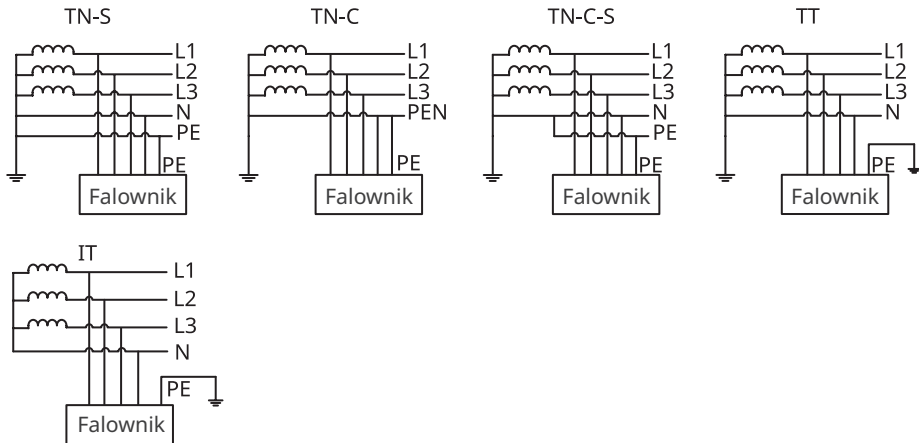 TN-S
L1
L2
L3
N
PE
PE
Falownik
TN-C
L1
L2
L3
PEN
PE
Falownik
TN-C-S
L1
L2
L3
N
PE
PE
Falownik
TT
L1
L2
L3
N
PE
Falownik
IT
L1
L2
L3
N
PE
Falownik